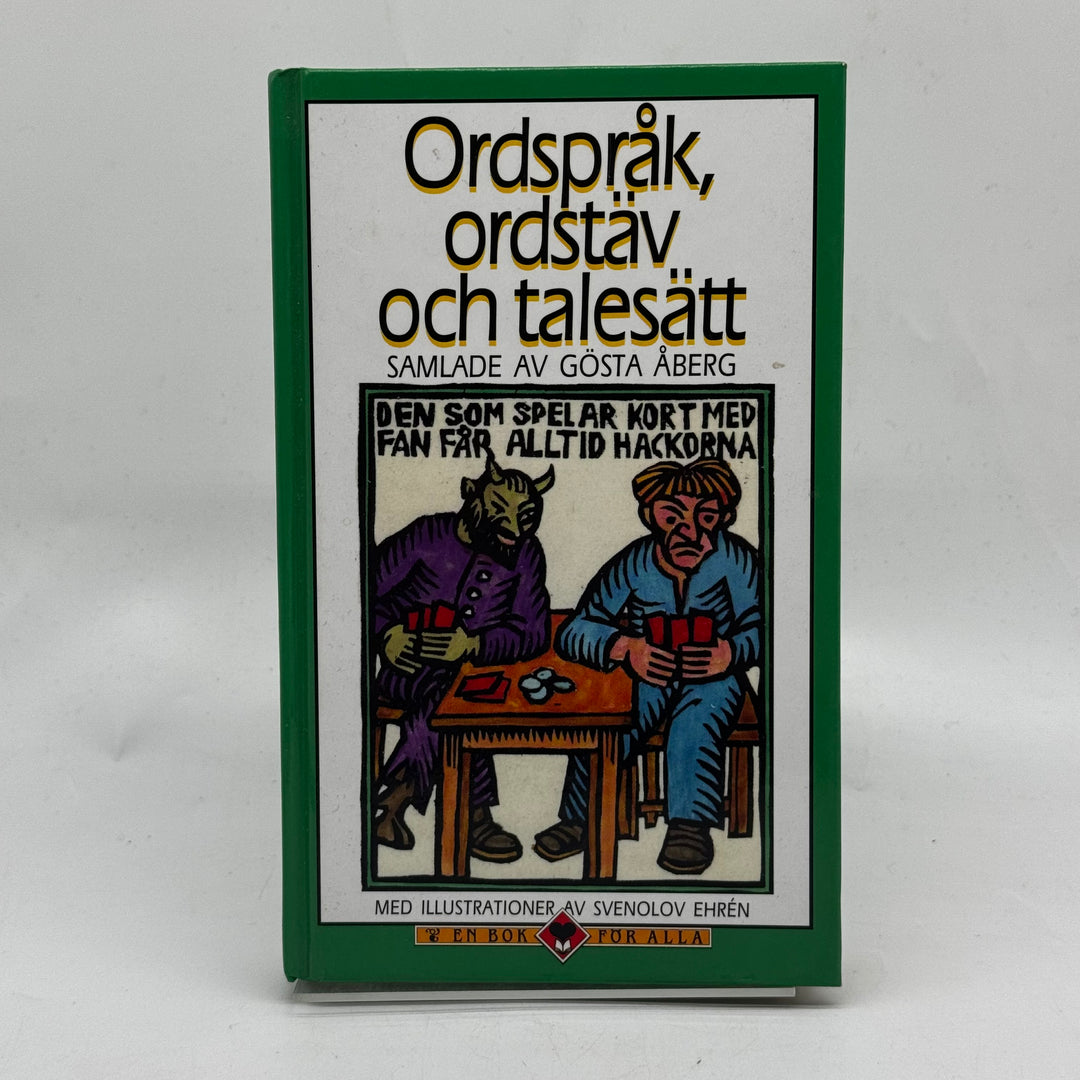 Ordspråk,
ordstäv
och talesätt
SAMLADE AV GÖSTA ÅBERG
DEN SOM SPELAR KORT MED
FAN FÅR ALLTID HACKORNA
MED ILLUSTRATIONER AV SVENOLOV EHRÉN
EN BOK FÖR ALLA